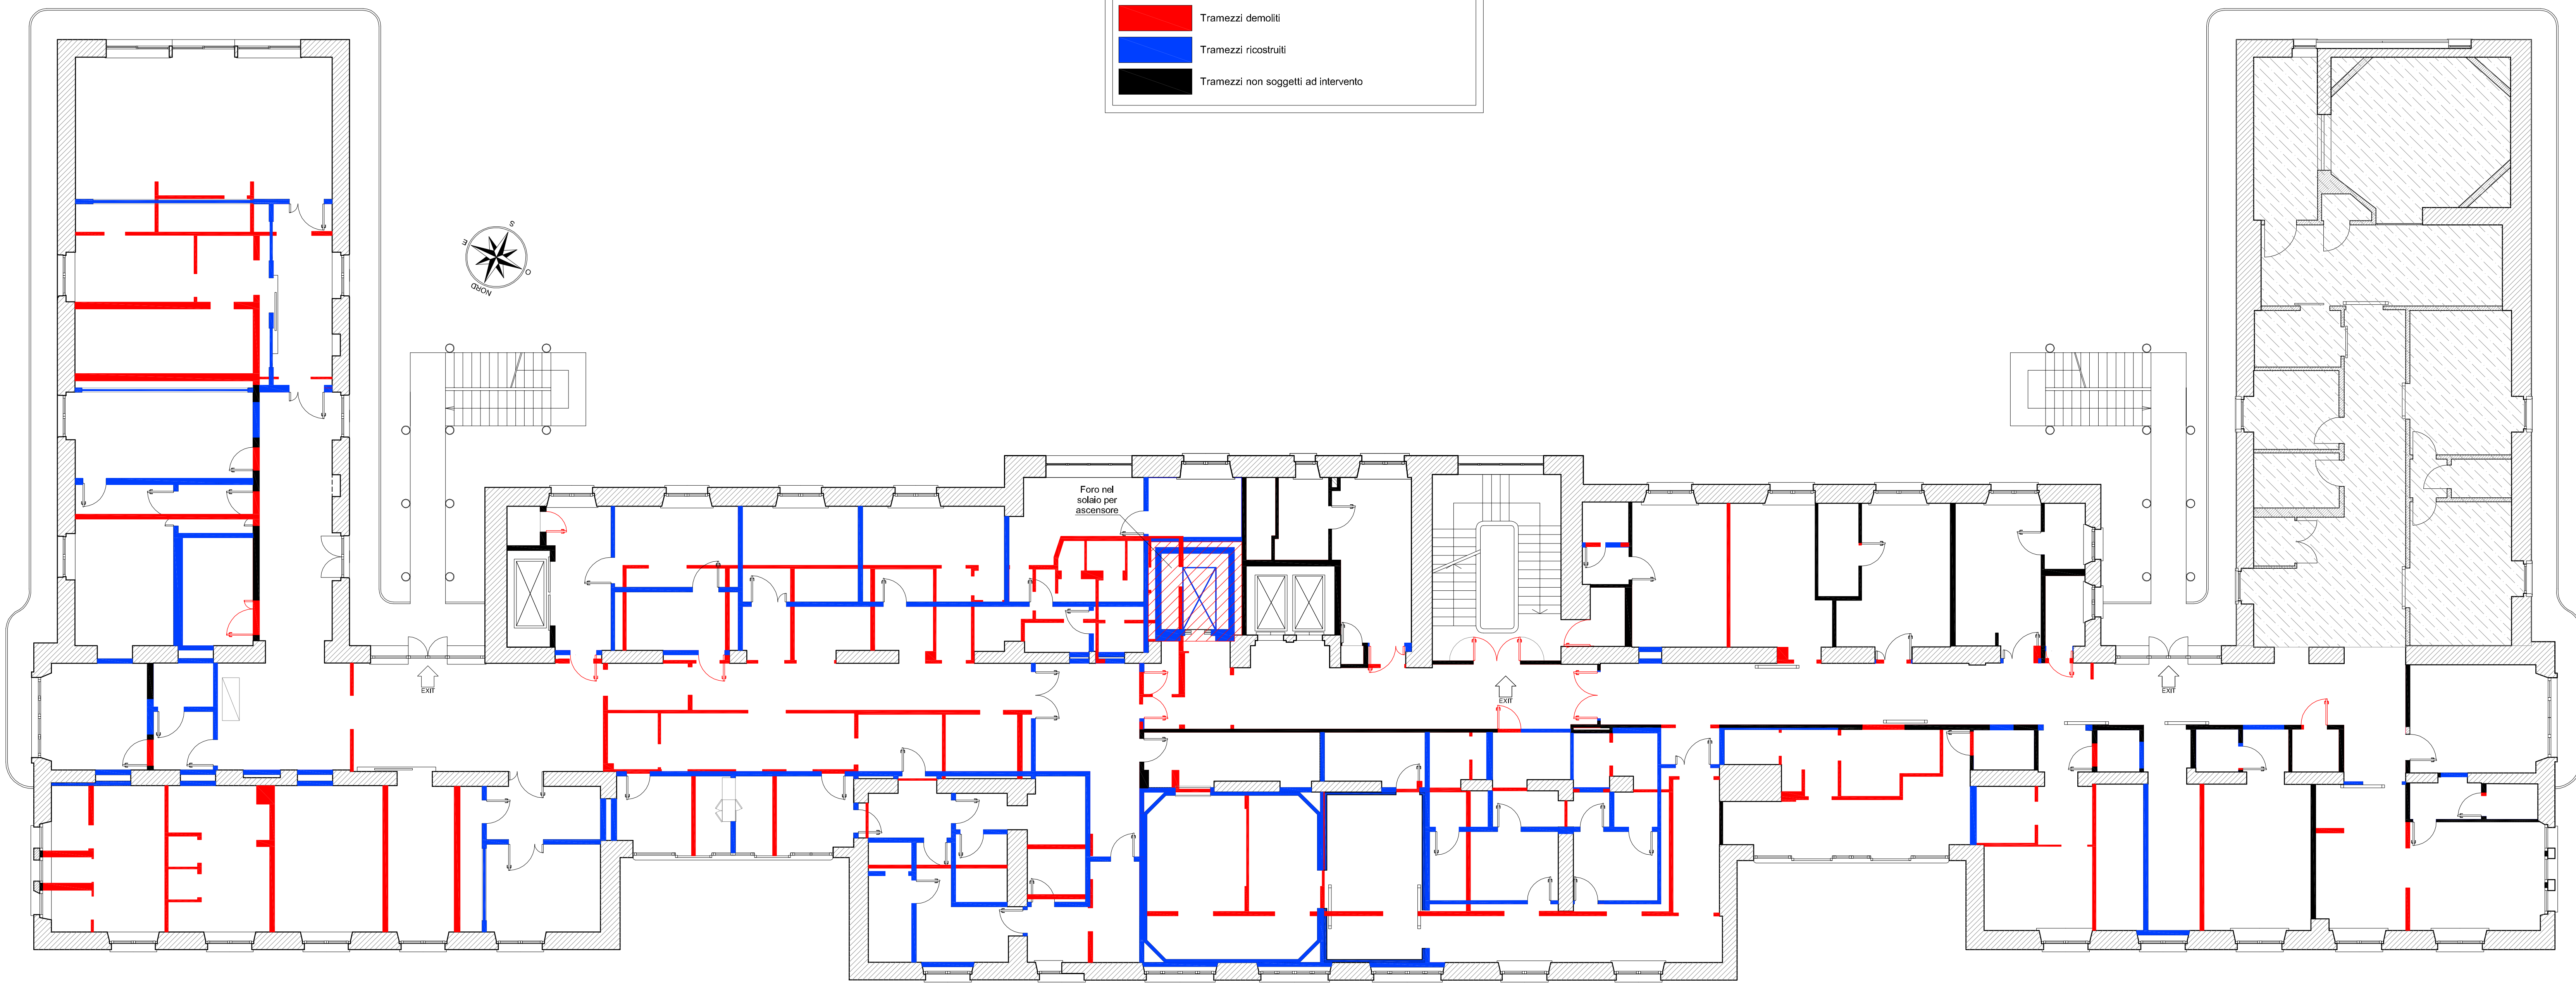 Tramezzi demoliti
Tramezzi ricostruiti
Tramezzi non soggetti ad intervento
S
E
O
NORD
Foro nel
solaio per
ascensore
EXIT
EXIT
EXIT